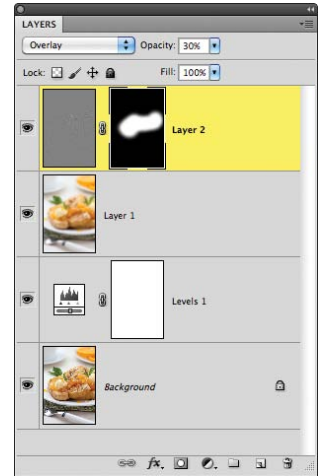 LAYERS
Overlay Opacity: 30%
Lock: Fill: 100%
Layer 2
Layer 1
Levels 1
Background
fx.